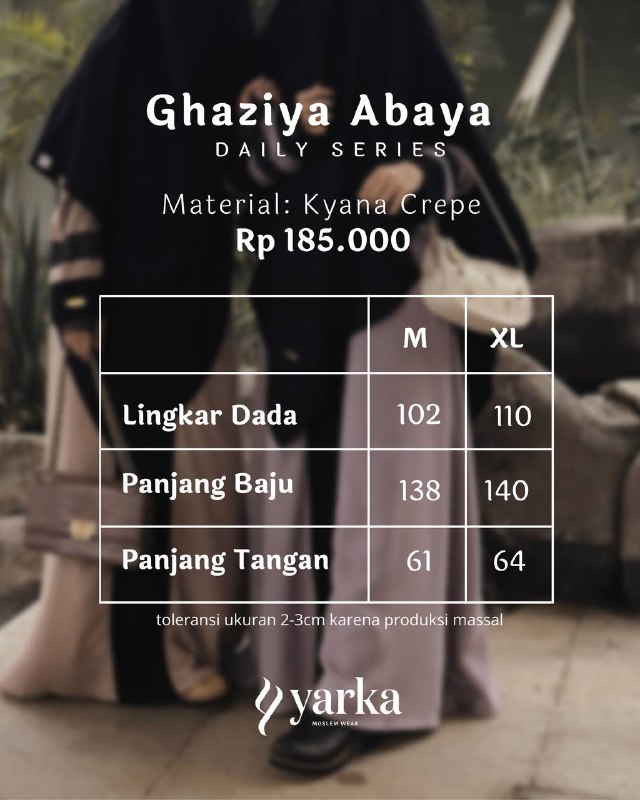 Ghaziya Abaya
DAILY SERIES
Material: Kyana Crepe
Rp 185.000
M XL
Lingkar Dada 102 110
Panjang Baju 138 140
Panjang Tangan 61 64
toleransi ukuran 2-3cm karena produksi massal
yarka
MOSLEM WEAR